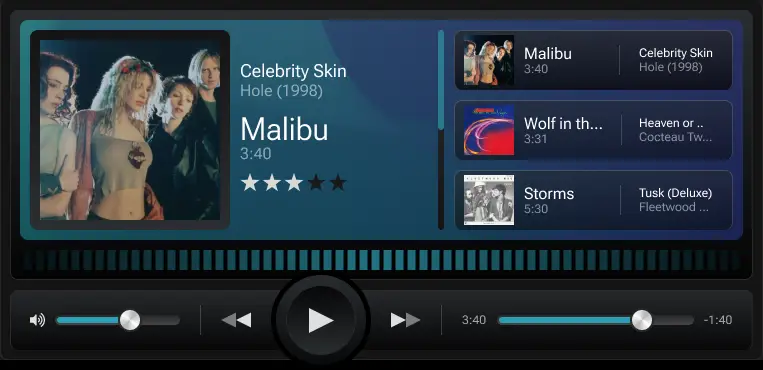 Celebrity Skin
Hole (1998)
Malibu
3:40
Malibu
3:40
Celebrity Skin
Hole (1998)
Wolf in th...
3:31
Heaven or ..
Cocteau Tw...
Storms
5:30
Tusk (Deluxe)
Fleetwood ...
3:40
-1:40